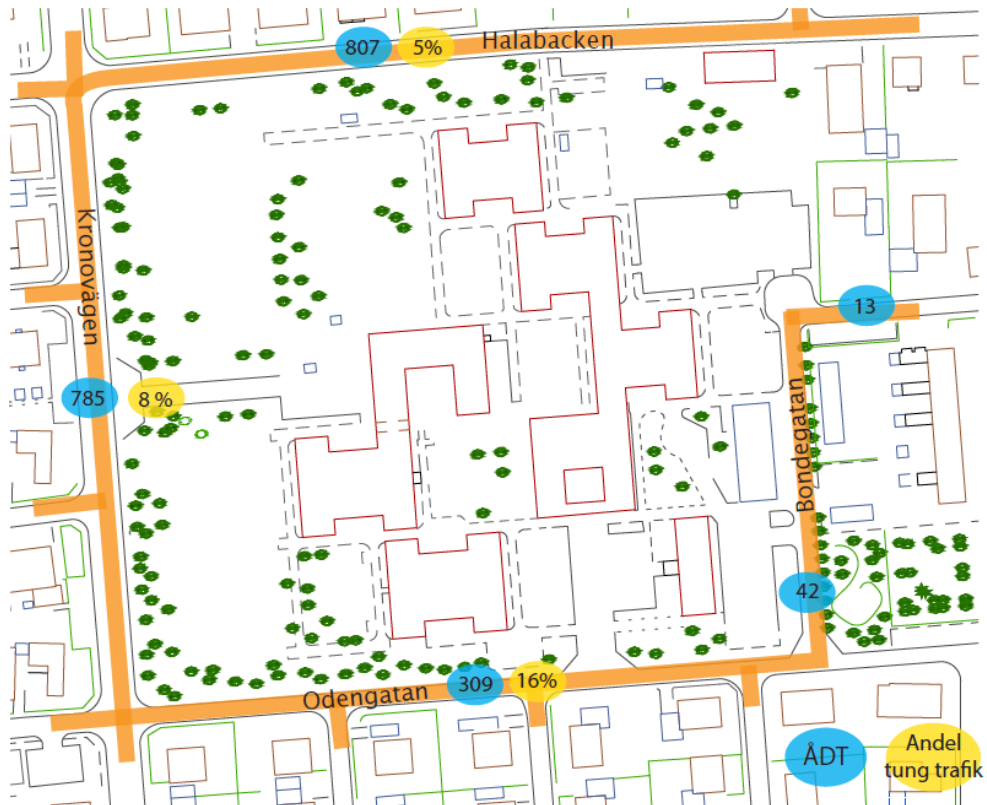 807
5%
Halabacken
Kronovägen
13
785
8 %
Bondegatan
42
309
16%
Odengatan
ÅDT
Andel
tung trafik